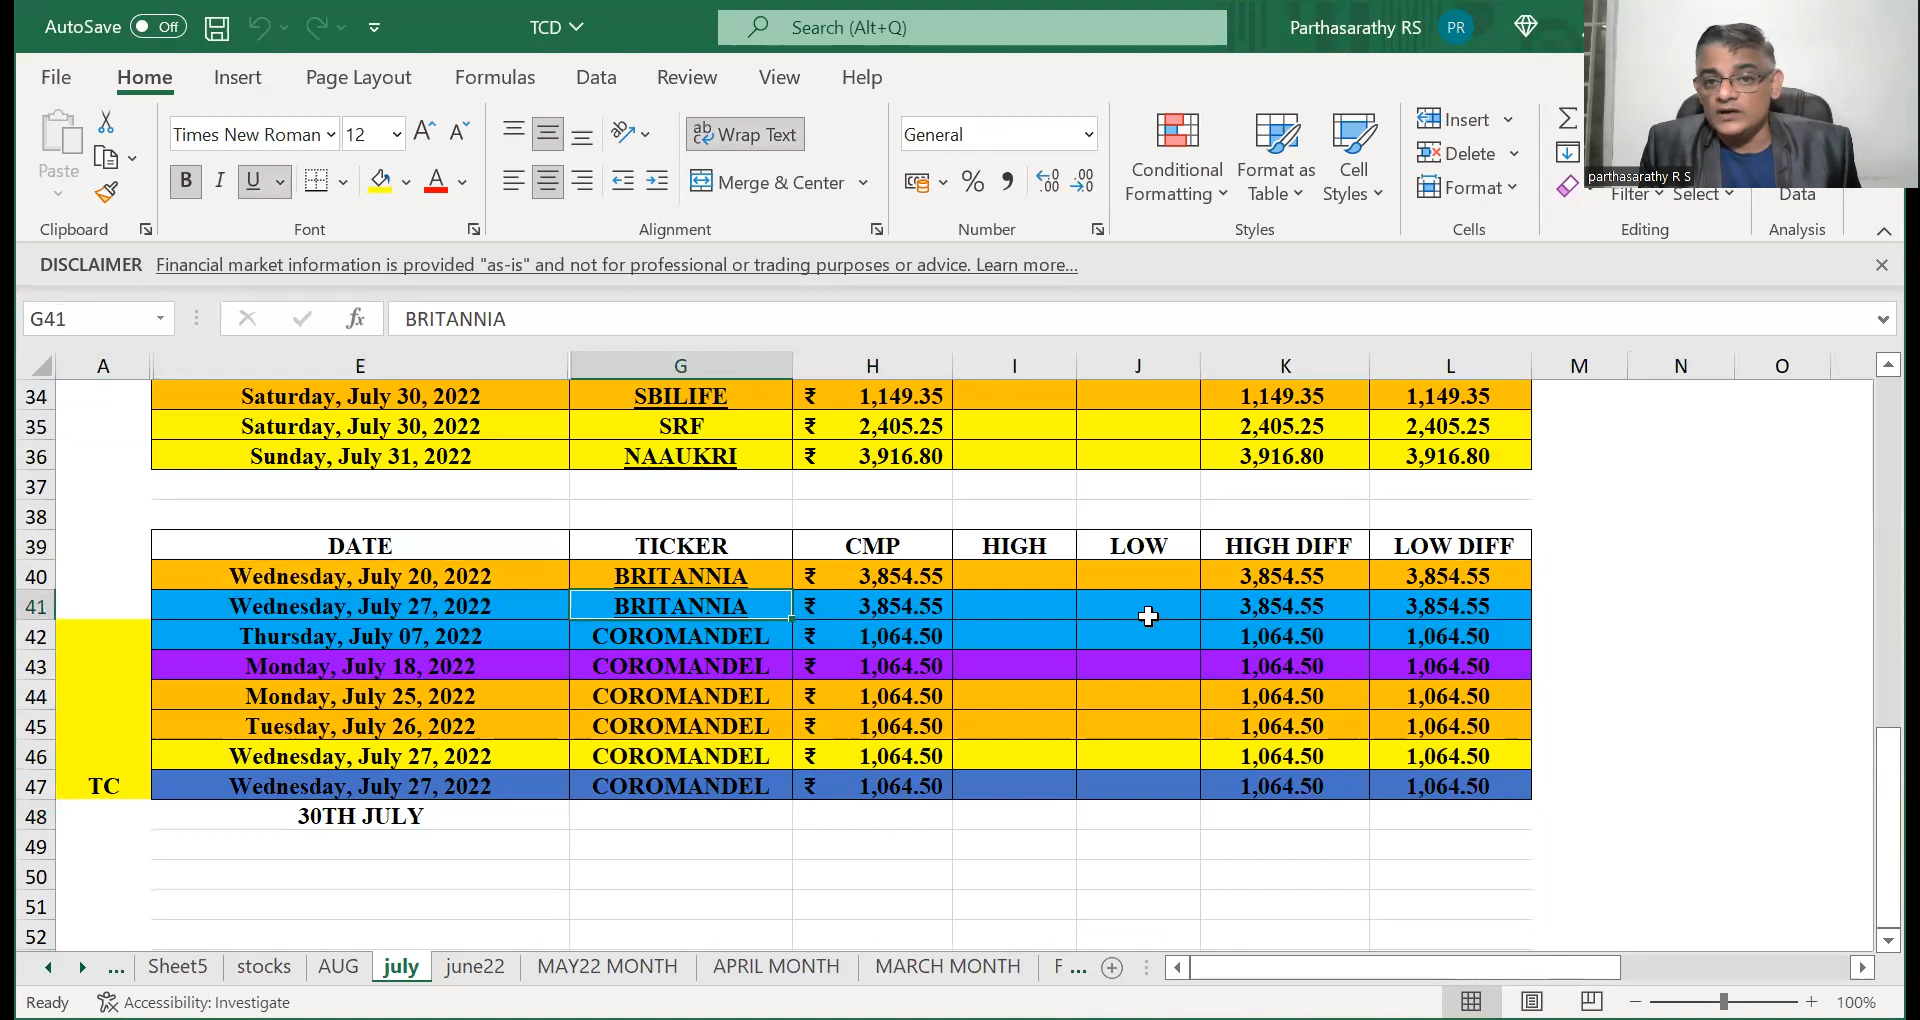 AutoSave Off TCD Search (Alt+Q) Parthasarathy RS PR
File Home Insert Page Layout Formulas Data Review View Help
parthasarathy R S
Paste Times New Roman 12 Wrap Text General Conditional Formatting Format as Table Cell Styles Insert
Delete
B I U A Merge & Center % Format Filter Select Data
Clipboard Font Alignment Number Styles Cells Editing Analysis
DISCLAIMER Financial market information is provided "as-is" and not for professional or trading purposes or advice. Learn more...
G41 fx BRITANNIA
A E G H I J K L M N O
34 Saturday, July 30, 2022 SBILIFE ₹ 1,149.35 1,149.35 1,149.35
35 Saturday, July 30, 2022 SRF ₹ 2,405.25 2,405.25 2,405.25
36 Sunday, July 31, 2022 NAAUKRI ₹ 3,916.80 3,916.80 3,916.80
37
38
39 DATE TICKER CMP HIGH LOW HIGH DIFF LOW DIFF
40 Wednesday, July 20, 2022 BRITANNIA ₹ 3,854.55 3,854.55 3,854.55
41 Wednesday, July 27, 2022 BRITANNIA ₹ 3,854.55 3,854.55 3,854.55
42 Thursday, July 07, 2022 COROMANDEL ₹ 1,064.50 1,064.50 1,064.50
43 Monday, July 18, 2022 COROMANDEL ₹ 1,064.50 1,064.50 1,064.50
44 Monday, July 25, 2022 COROMANDEL ₹ 1,064.50 1,064.50 1,064.50
45 Tuesday, July 26, 2022 COROMANDEL ₹ 1,064.50 1,064.50 1,064.50
46 Wednesday, July 27, 2022 COROMANDEL ₹ 1,064.50 1,064.50 1,064.50
47 TC Wednesday, July 27, 2022 COROMANDEL ₹ 1,064.50 1,064.50 1,064.50
48 30TH JULY
49
50
51
52
... Sheet5 stocks AUG july june22 MAY22 MONTH APRIL MONTH MARCH MONTH F ...
Ready Accessibility: Investigate 100%